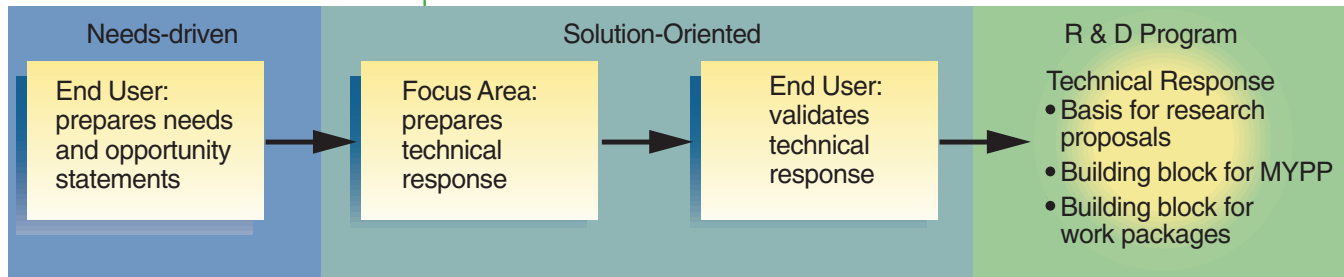 Needs-driven
End User:
prepares needs
and opportunity
statements
Solution-Oriented
Focus Area:
prepares
technical
response
End User:
validates
technical
response
R & D Program
Technical Response
• Basis for research
proposals
• Building block for MYPP
• Building block for
work packages